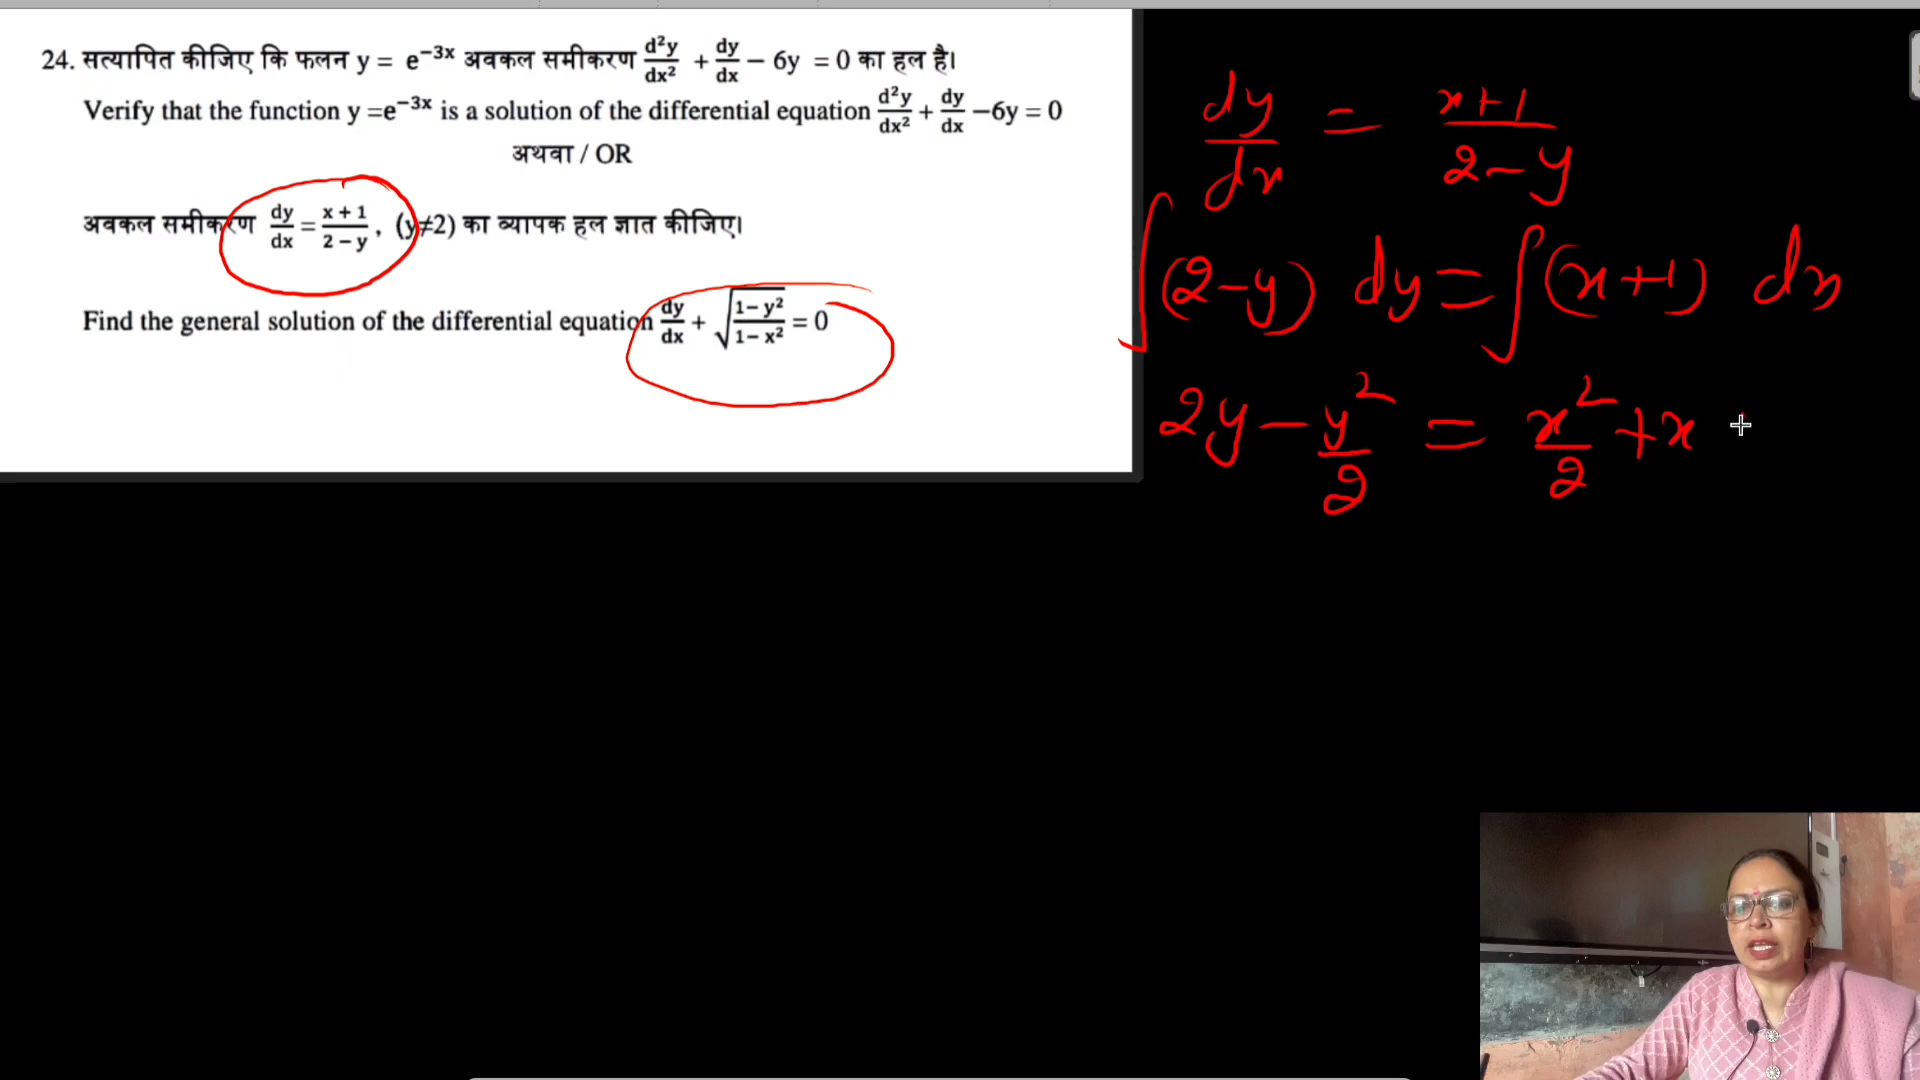 24. सत्यापित कीजिए कि फलन y = e⁻³ˣ अवकल समीकरण d²y/dx² + dy/dx − 6y = 0 का हल है।
Verify that the function y =e⁻³ˣ is a solution of the differential equation d²y/dx² + dy/dx −6y = 0
अथवा / OR
अवकल समीकरण dy/dx = x + 1/2 − y, (y≠2) का व्यापक हल ज्ञात कीजिए।
Find the general solution of the differential equation dy/dx + √(1− y²/1− x²) = 0
dy/dx = x+1/2−y
∫(2−y) dy = ∫(x+1) dx
2y − y²/2 = x²/2 + x